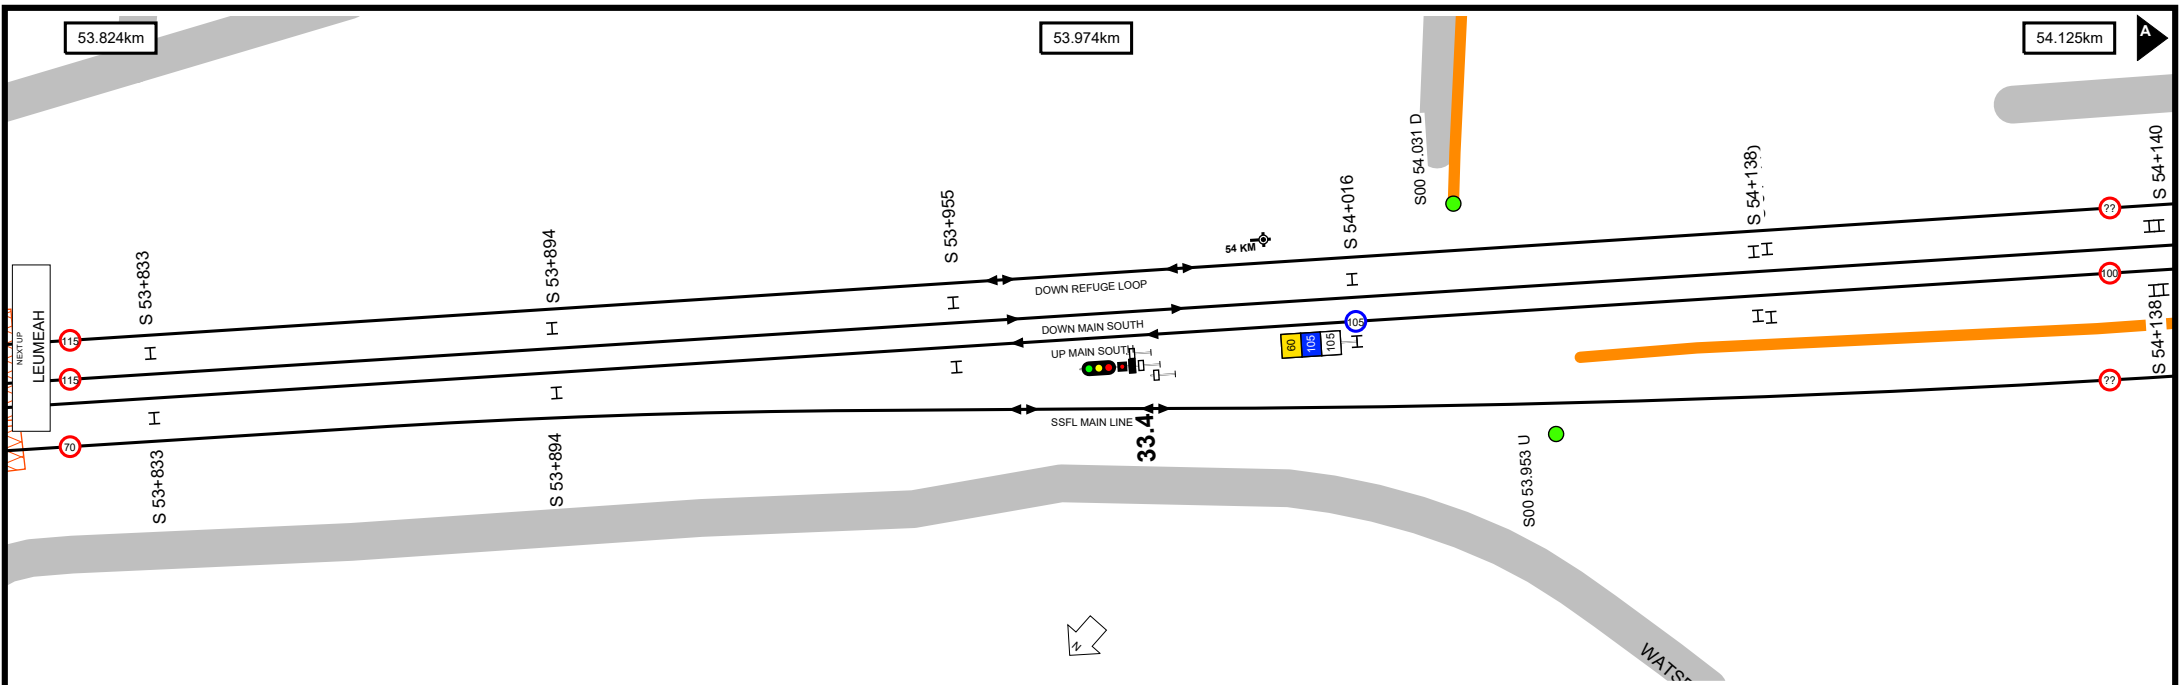 53.824km
53.974km
54.125km
A
S00 54.031 D
S 54+140
S 54+138
S 54+016
S 53+955
S 53+894
S 53+833
54 KM
??
DOWN REFUGE LOOP
100
NEXT UP
LEUMEAH
115
DOWN MAIN SOUTH
105
UP MAIN SOUTH
60
105
105
S 54+138
115
??
SSFL MAIN LINE
33.4
70
S 53+833
S 53+894
S00 53.953 U
N